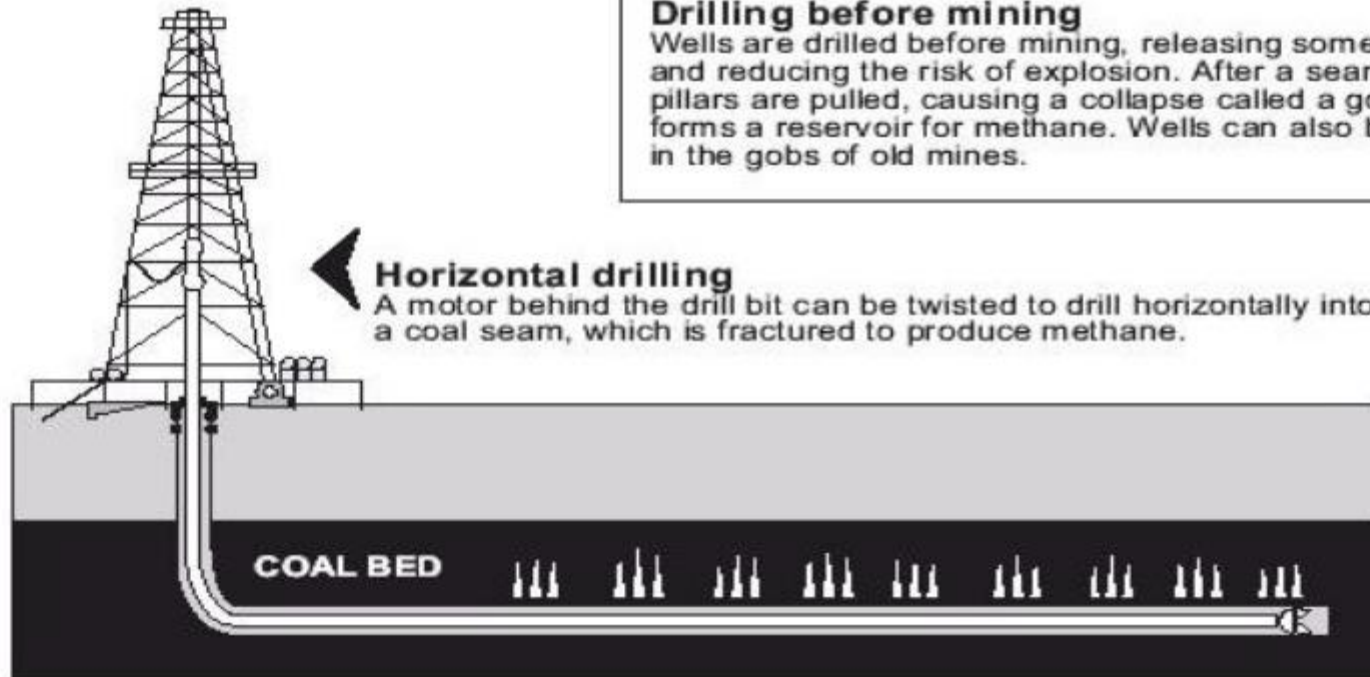 Drilling before mining
Wells are drilled before mining, releasing some
and reducing the risk of explosion. After a
pillars are pulled, causing a collapse called a
forms a reservoir for methane. Wells can also
in the gobs of old mines.
Horizontal drilling
A motor behind the drill bit can be twisted to drill horizontally into
a coal seam, which is fractured to produce methane.
COAL BED